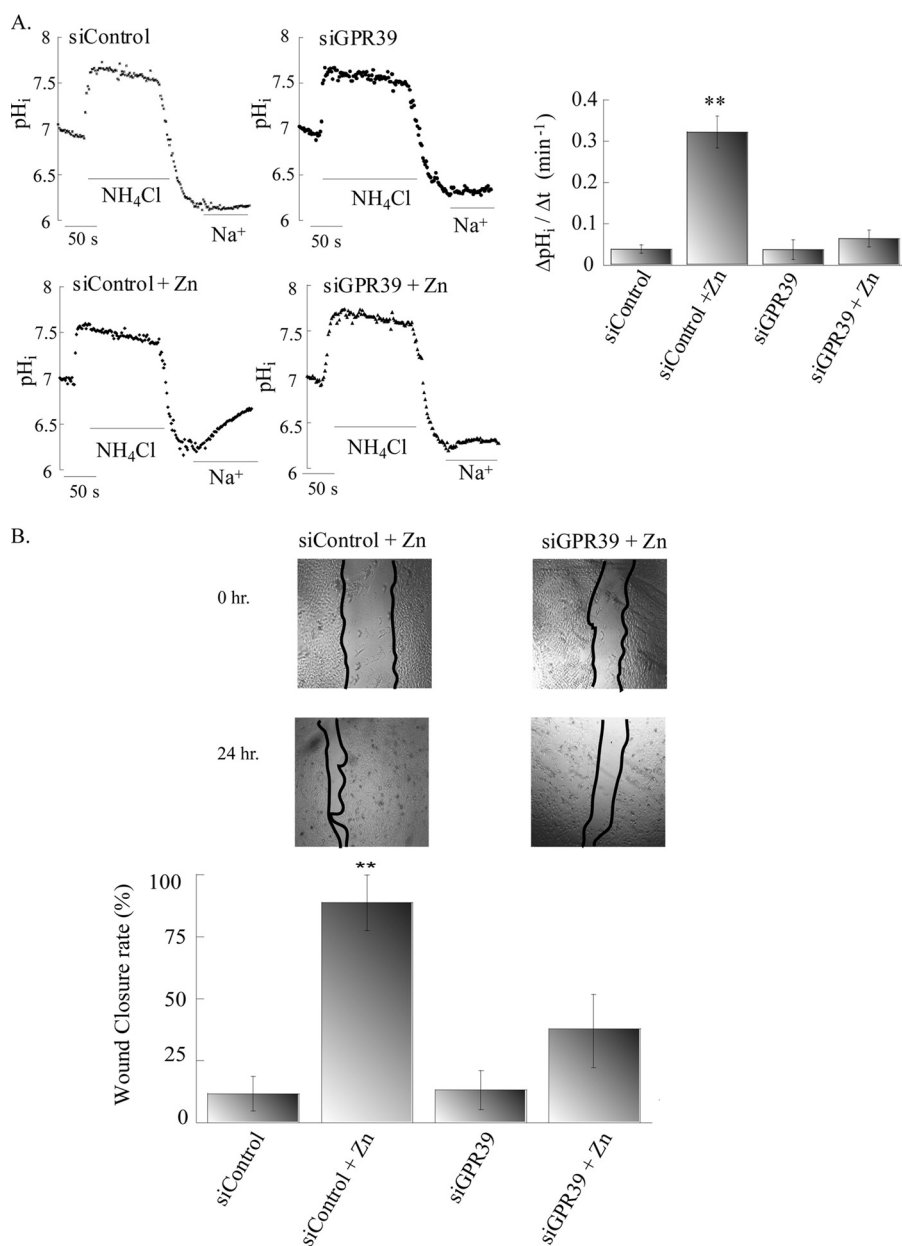 A.
siControl
pHi
8
7.5
7
6.5
6
NH4Cl
Na+
50 s
siGPR39
pHi
8
7.5
7
6.5
6
NH4Cl
Na+
50 s
siControl + Zn
pHi
8
7.5
7
6.5
6
NH4Cl
Na+
50 s
siGPR39 + Zn
pHi
8
7.5
7
6.5
6
NH4Cl
Na+
50 s
ΔpHi / Δt (min-1)
0.4
0.3
0.2
0.1
0
**
siControl
siControl +Zn
siGPR39
siGPR39 + Zn
B.
siControl + Zn
siGPR39 + Zn
0 hr.
24 hr.
Wound Closure rate (%)
100
75
50
25
0
**
siControl
siControl + Zn
siGPR39
siGPR39 + Zn